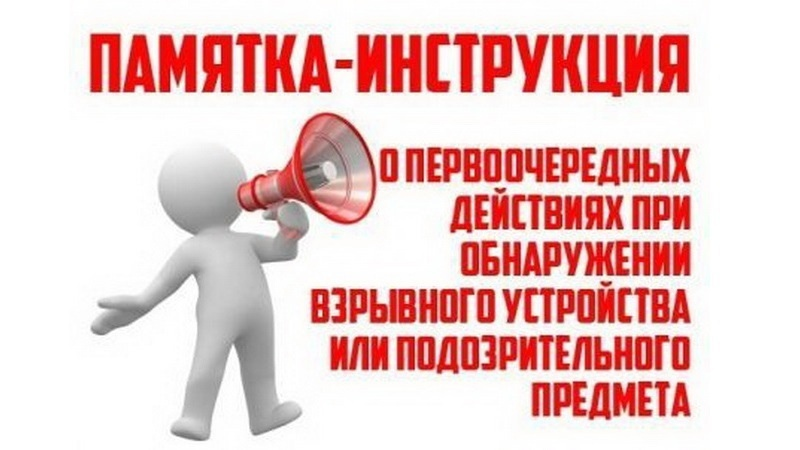 ПАМЯТКА-ИНСТРУКЦИЯ
О ПЕРВООЧЕРЕДНЫХ
ДЕЙСТВИЯХ ПРИ
ОБНАРУЖЕНИИ
ВЗРЫВНОГО УСТРОЙСТВА
ИЛИ ПОДОЗРИТЕЛЬНОГО
ПРЕДМЕТА